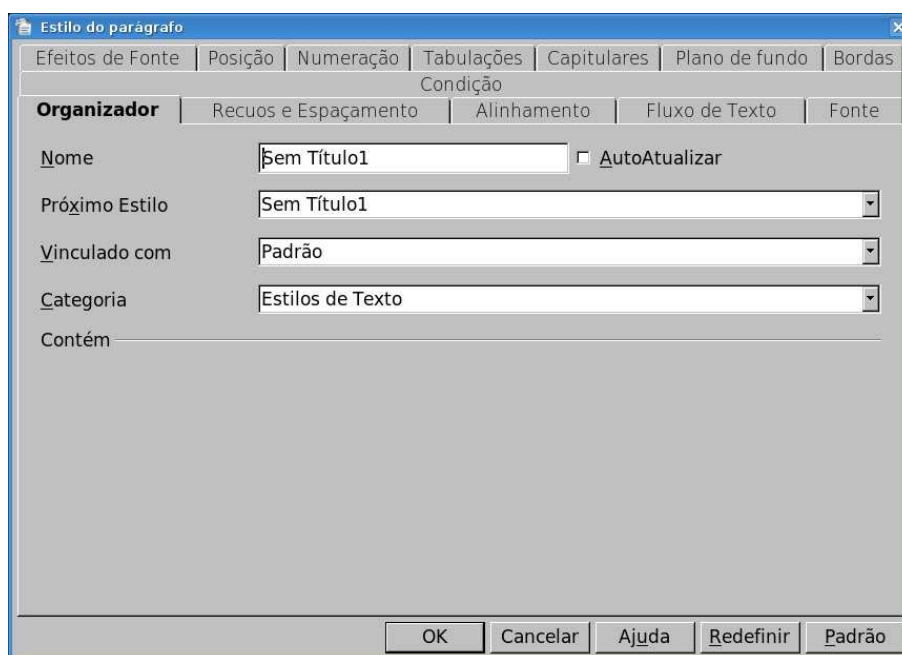 Estilo do parágrafo
Efeitos de Fonte Posição Numeração Tabulações Capitulares Plano de fundo Bordas
Condição
Organizador Recuos e Espaçamento Alinhamento Fluxo de Texto Fonte
Nome Sem Título1 AutoAtualizar
Próximo Estilo Sem Título1
Vinculado com Padrão
Categoria Estilos de Texto
Contém
OK Cancelar Ajuda Redefinir Padrão